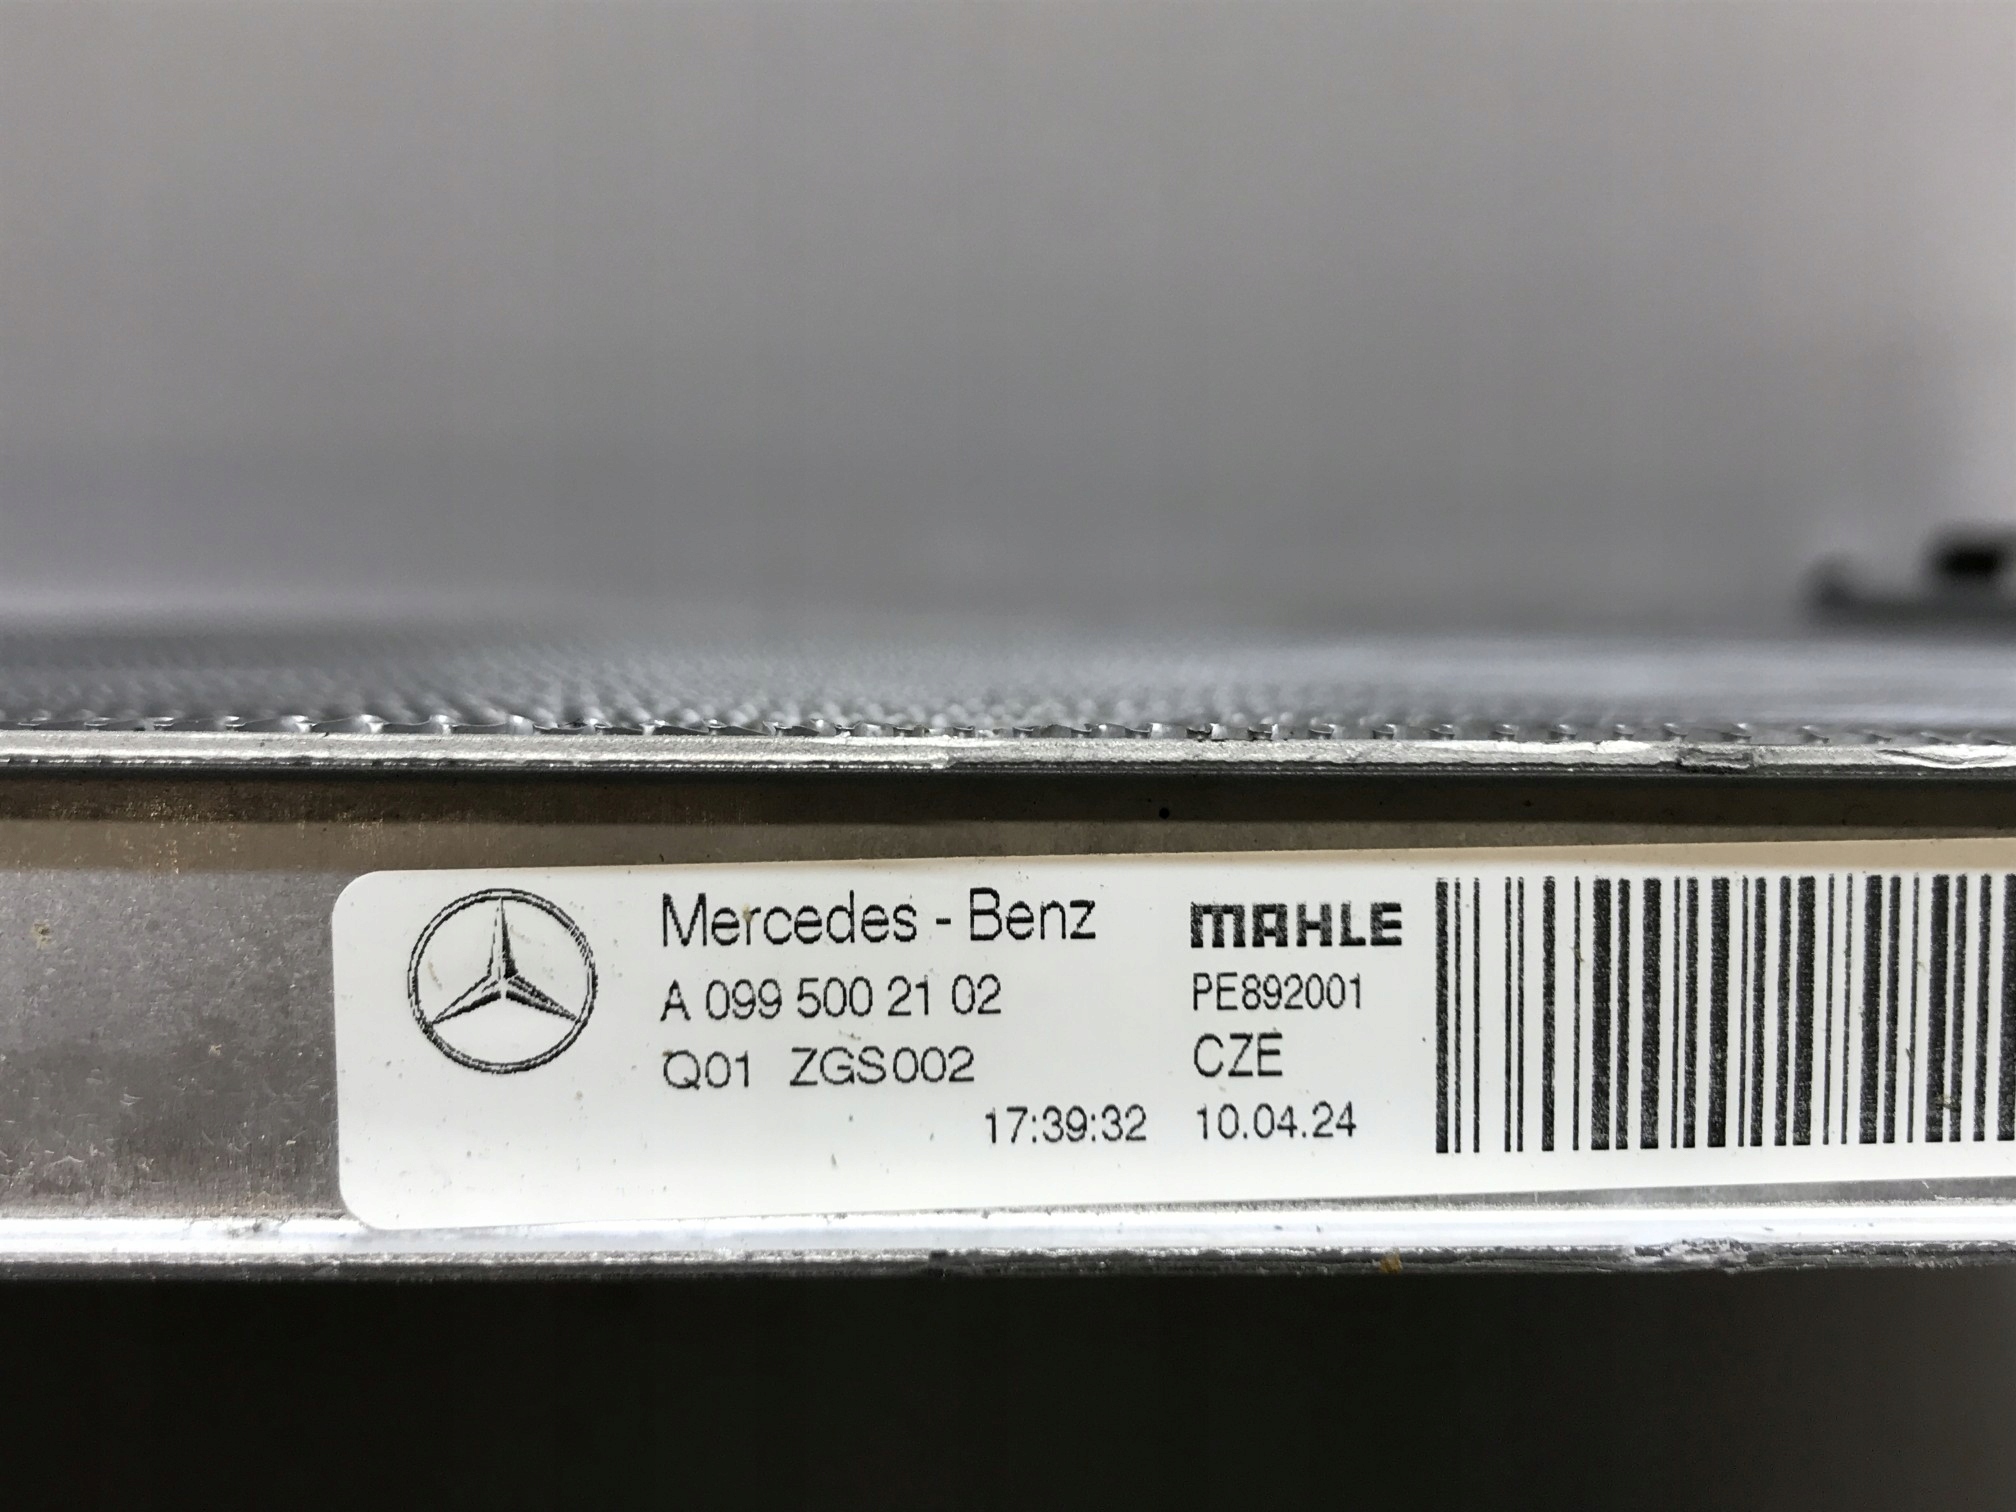 Mercedes - Benz
A 099 500 21 02
Q01 ZGS002
17:39:32
MAHLE
PE892001
CZE
10.04.24